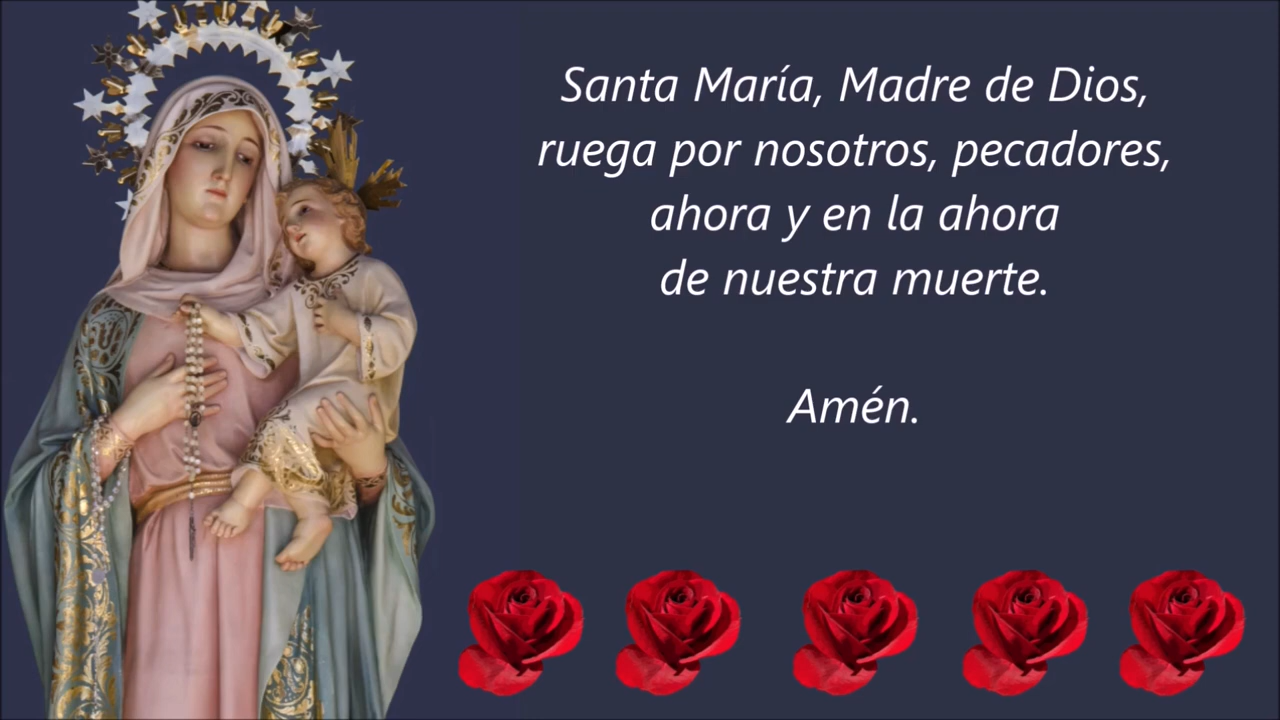 Santa María, Madre de Dios,
ruega por nosotros, pecadores,
ahora y en la ahora
de nuestra muerte.
Amén.